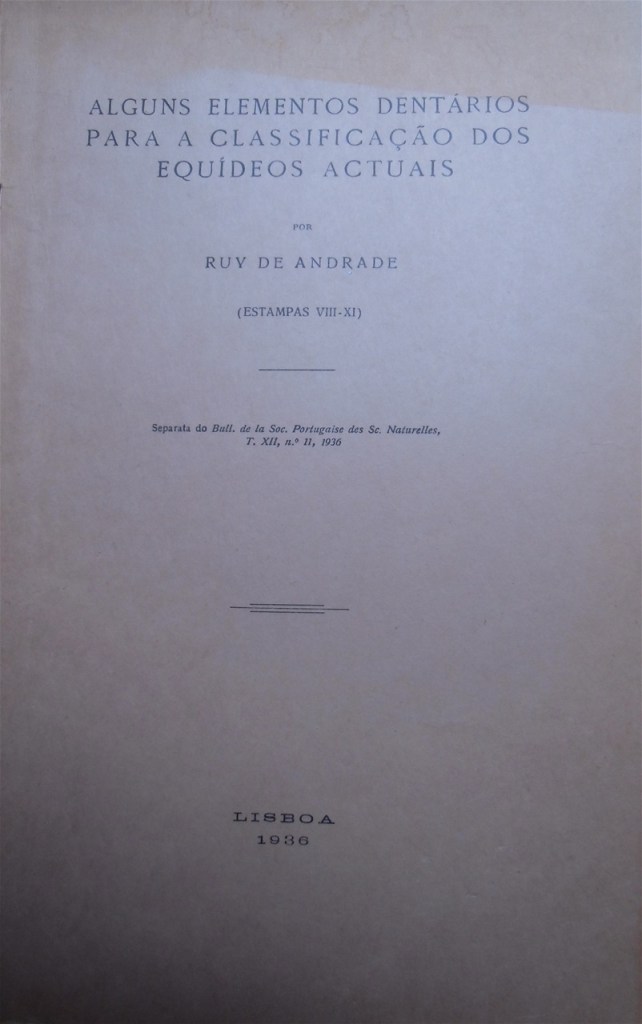 ALGUNS ELEMENTOS DENTÁRIOS
PARA A CLASSIFICAÇÃO DOS
EQUÍDEOS ACTUAIS
POR
RUY DE ANDRADE
(ESTAMPAS VIII-XI)
Separata do Bull. de la Soc. Portugaise des Sc. Naturelles,
T. XII, n.º 11, 1936
LISBOA
1936